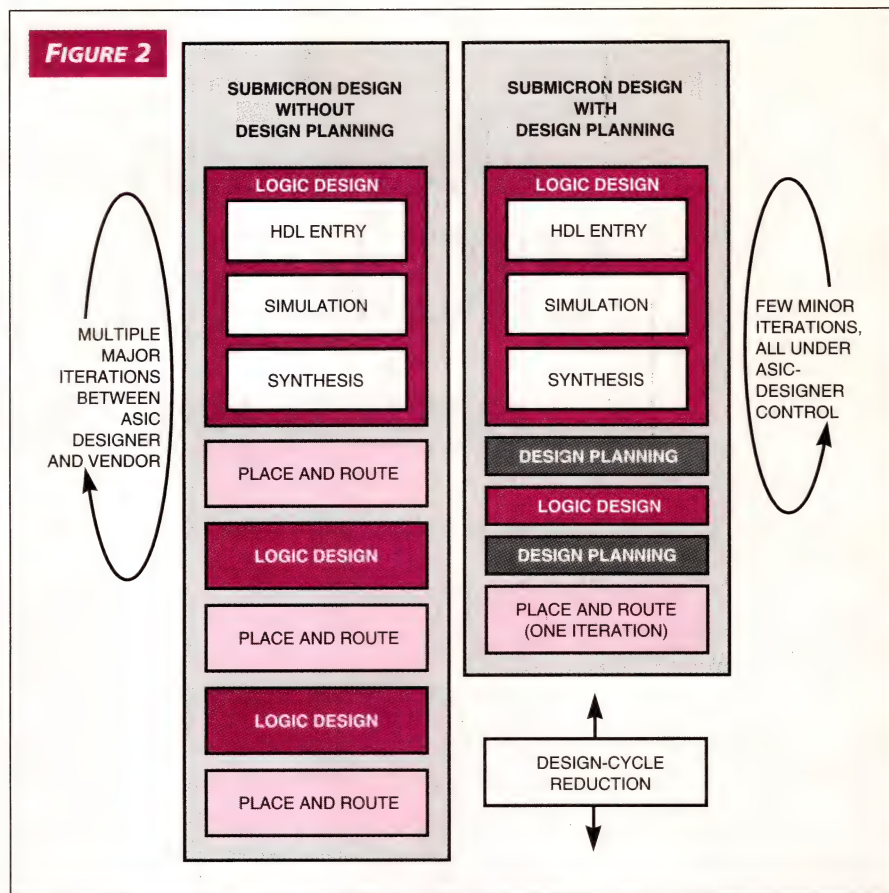 FIGURE 2
SUBMICRON DESIGN
WITHOUT
DESIGN PLANNING
LOGIC DESIGN
HDL ENTRY
SIMULATION
SYNTHESIS
PLACE AND ROUTE
LOGIC DESIGN
PLACE AND ROUTE
LOGIC DESIGN
PLACE AND ROUTE
MULTIPLE
MAJOR
ITERATIONS
BETWEEN
ASIC
DESIGNER
AND VENDOR
SUBMICRON DESIGN
WITH
DESIGN PLANNING
LOGIC DESIGN
HDL ENTRY
SIMULATION
SYNTHESIS
DESIGN PLANNING
LOGIC DESIGN
DESIGN PLANNING
PLACE AND ROUTE
(ONE ITERATION)
FEW MINOR
ITERATIONS,
ALL UNDER
ASIC-
DESIGNER
CONTROL
DESIGN-CYCLE
REDUCTION